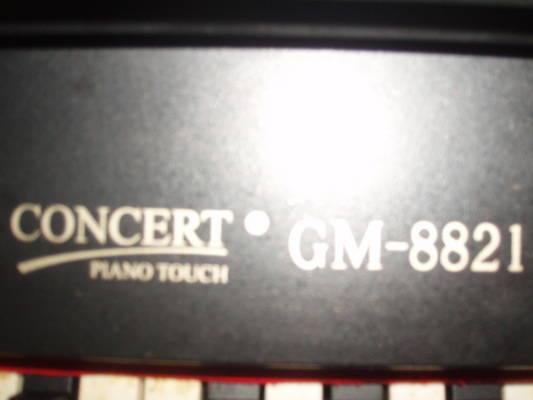 CONCERT GM-8821
PIANO TOUCH